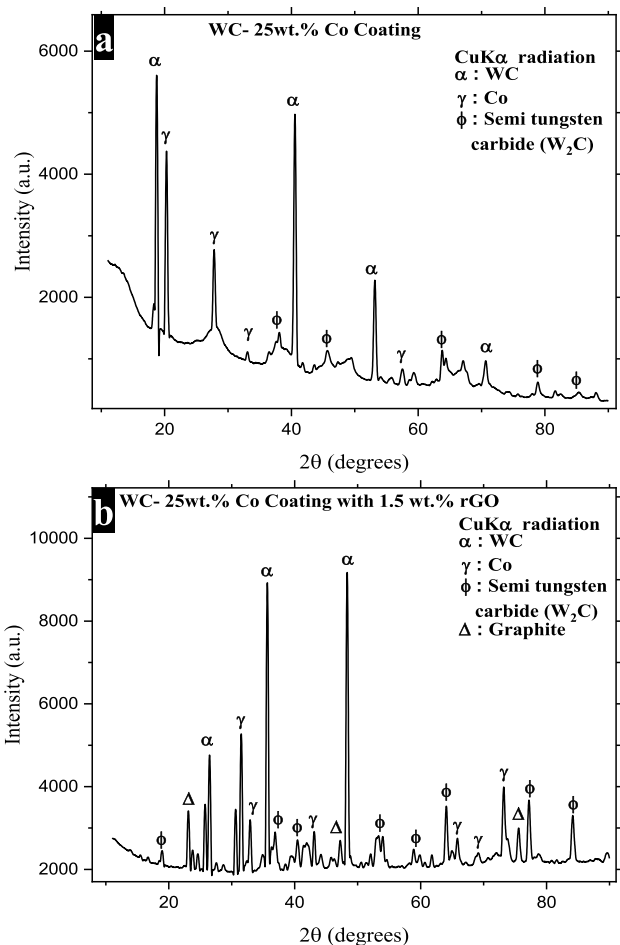 a
WC- 25wt.% Co Coating
CuKα radiation
α : WC
γ : Co
ϕ : Semi tungsten
carbide (W₂C)
α
γ
γ
γ
ϕ
α
ϕ
α
γ
ϕ
α
ϕ
ϕ
6000
4000
2000
Intensity (a.u.)
20 40 60 80
2θ (degrees)
b
WC- 25wt.% Co Coating with 1.5 wt.% rGO
CuKα radiation
α : WC
γ : Co
ϕ : Semi tungsten
carbide (W₂C)
Δ : Graphite
ϕ
Δ
α
γ
γ
α
ϕ
ϕ
γ
Δ
α
ϕ
ϕ
ϕ
γ
γ
γ
Δ
ϕ
ϕ
10000
8000
6000
4000
2000
Intensity (a.u.)
20 40 60 80
2θ (degrees)